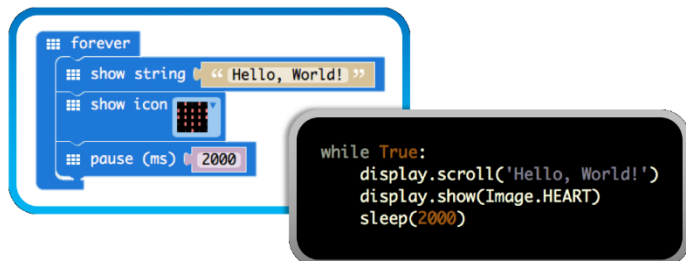 forever
show string “ Hello, World! ”
show icon
pause (ms) 2000
while True:
display.scroll('Hello, World!')
display.show(Image.HEART)
sleep(2000)